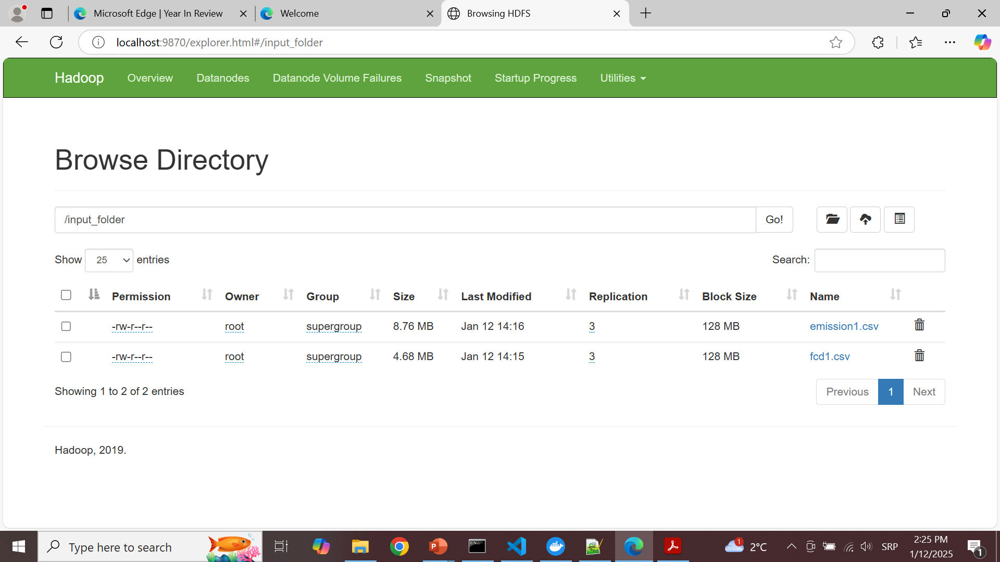 Microsoft Edge | Year In Review
Welcome
Browsing HDFS
localhost:9870/explorer.html#/input_folder
Hadoop Overview Datanodes Datanode Volume Failures Snapshot Startup Progress Utilities
Browse Directory
/input_folder Go!
Show 25 entries Search:
Permission Owner Group Size Last Modified Replication Block Size Name
-rw-r--r-- root supergroup 8.76 MB Jan 12 14:16 3 128 MB emission1.csv
-rw-r--r-- root supergroup 4.68 MB Jan 12 14:15 3 128 MB fcd1.csv
Showing 1 to 2 of 2 entries Previous 1 Next
Hadoop, 2019.
Type here to search
P
C:\
1
2°C
SRP
2:25 PM
1/12/2025
1